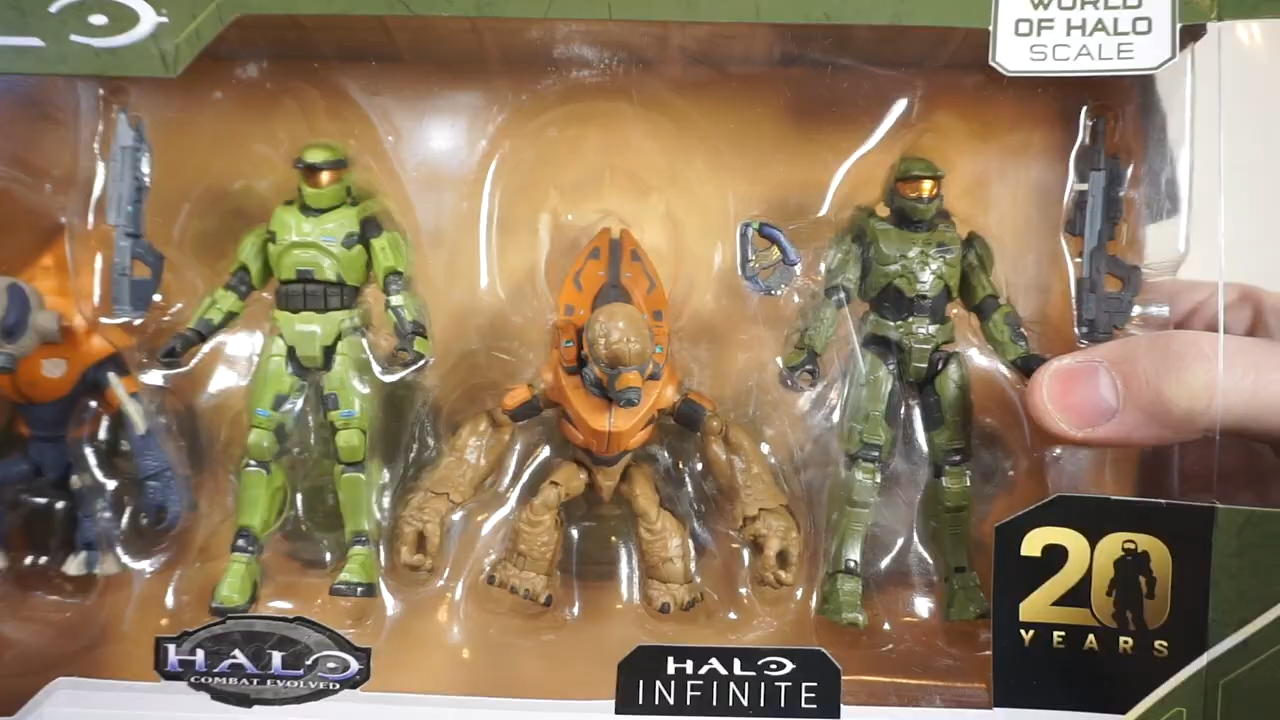 WORLD
OF HALO
SCALE
HALO
COMBAT EVOLVED
HALO
INFINITE
20
YEARS